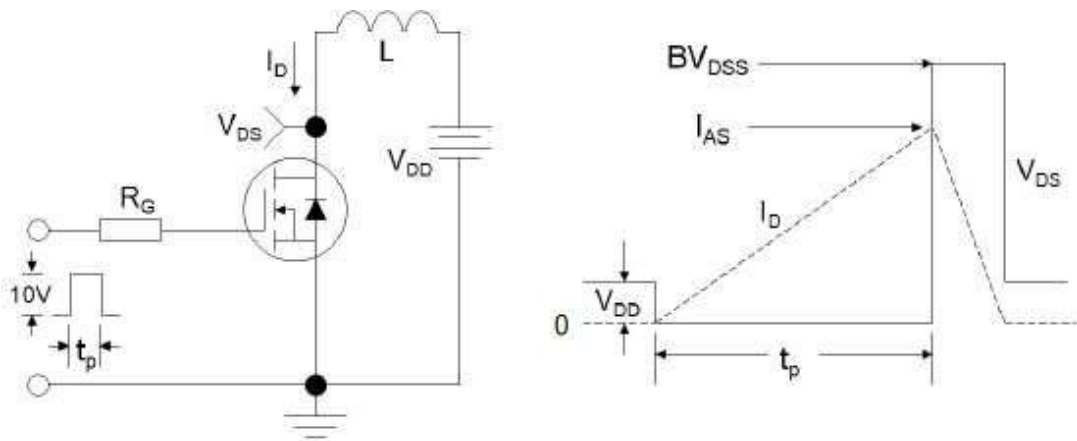 L
I_D
V_DS
V_DD
R_G
10V
t_p
BV_DSS
I_AS
V_DS
I_D
V_DD
0
t_p